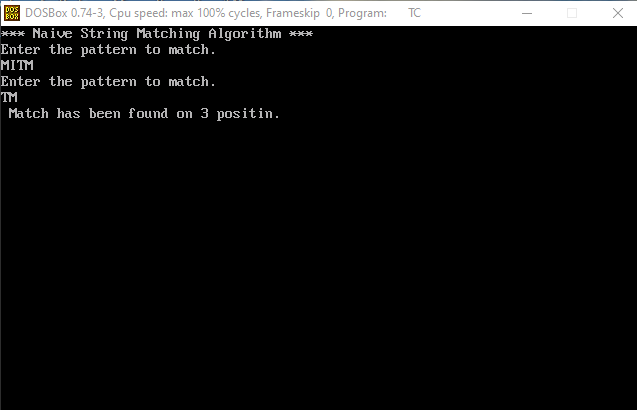 DOS
BOX
DOSBox 0.74-3, Cpu speed: max 100% cycles, Frameskip 0, Program: TC
*** Naive String Matching Algorithm ***
Enter the pattern to match.
MITM
Enter the pattern to match.
TM
Match has been found on 3 positin.